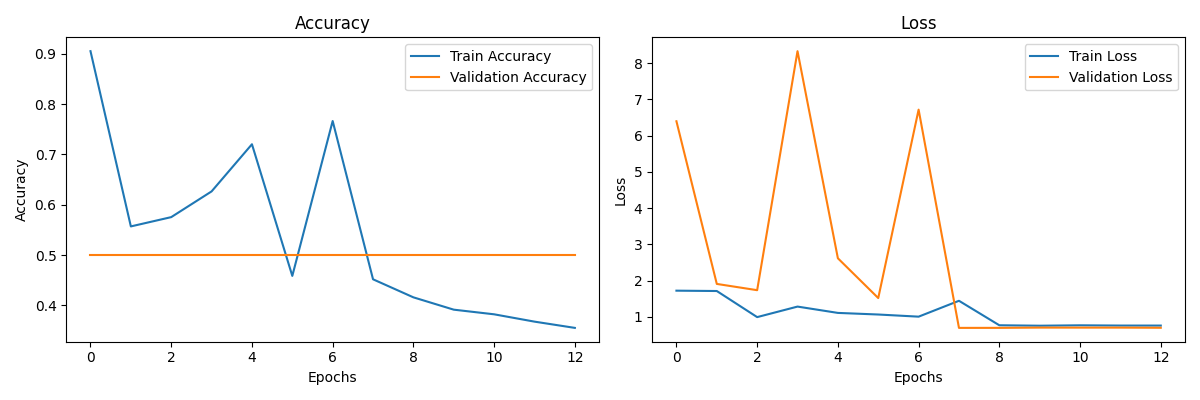 Accuracy
Train Accuracy
Validation Accuracy
0.9
0.8
0.7
0.6
0.5
0.4
Accuracy
0 2 4 6 8 10 12
Epochs
Loss
Train Loss
Validation Loss
8
7
6
5
4
3
2
1
Loss
0 2 4 6 8 10 12
Epochs